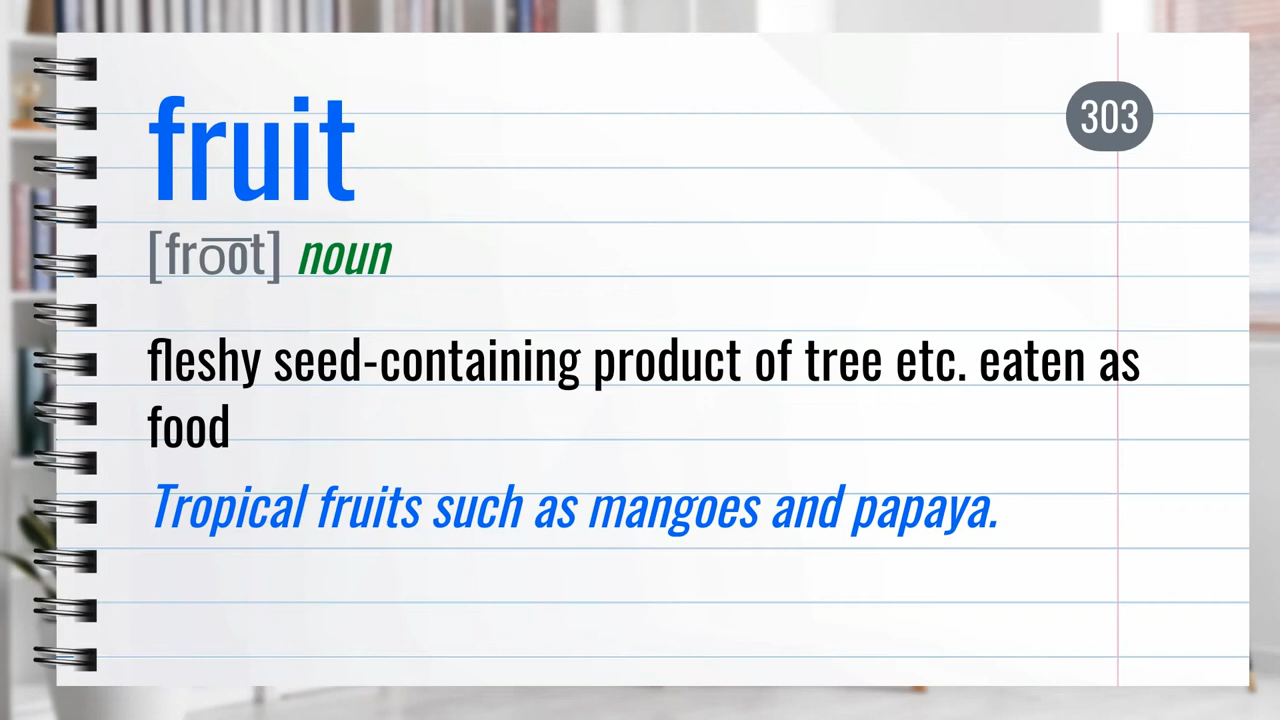 fruit
303
[fro͞ot] noun
fleshy seed-containing product of tree etc. eaten as
food
Tropical fruits such as mangoes and papaya.